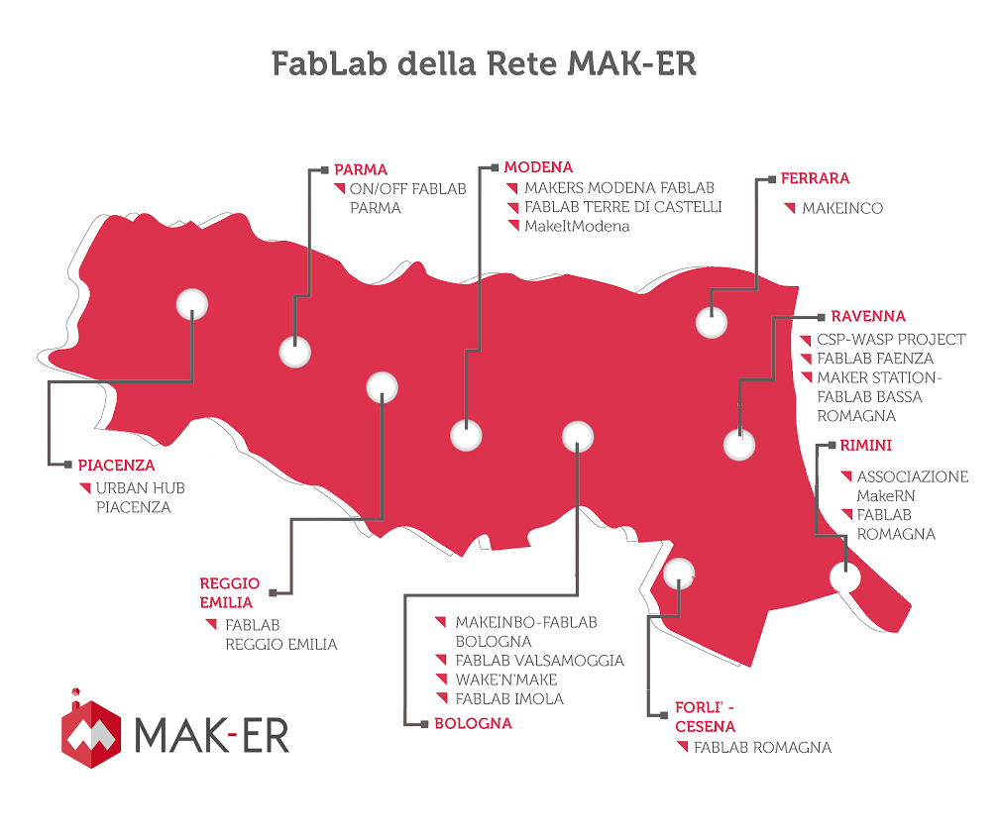 FabLab della Rete MAK-ER
PARMA
ON/OFF FABLAB
PARMA
MODENA
MAKERS MODENA FABLAB
FABLAB TERRE DI CASTELLI
MakeItModena
FERRARA
MAKEINCO
RAVENNA
CSP-WASP PROJECT
FABLAB FAENZA
MAKER STATION-
FABLAB BASSA
ROMAGNA
RIMINI
ASSOCIAZIONE
MakeRN
FABLAB
ROMAGNA
PIACENZA
URBAN HUB
PIACENZA
REGGIO
EMILIA
FABLAB
REGGIO EMILIA
MAKEINBO-FABLAB
BOLOGNA
FABLAB VALSAMOGGIA
WAKE'N'MAKE
FABLAB IMOLA
BOLOGNA
FORLI' -
CESENA
FABLAB ROMAGNA
MAK-ER